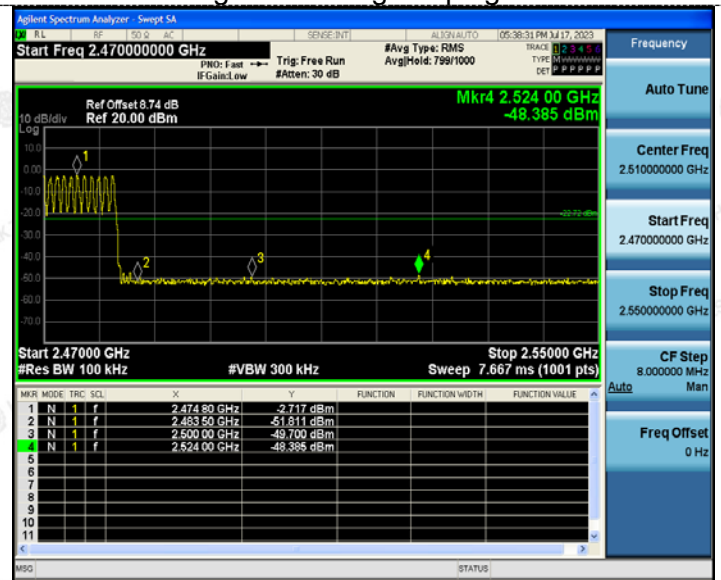 Agilent Spectrum Analyzer - Swept SA
RL RF 50 Ω AC SENSE:INT ALIGN AUTO 05:38:31 PM Jul 17, 2023
Start Freq 2.470000000 GHz
PNO: Fast
IFGain:Low
Trig: Free Run
#Atten: 30 dB
#Avg Type: RMS
Avg|Hold: 799/1000
TRACE 1 2 3 4 5 6
TYPE M
DET P P P P P P
Ref Offset 8.74 dB
10 dB/div Ref 20.00 dBm
Log
Mkr4 2.524 00 GHz
-48.385 dBm
10.0
0.00
-10.0
-20.0
-40.0
-50.0
-60.0
-70.0
1
2
3
4
-22.72 dBm
Start 2.47000 GHz Stop 2.55000 GHz
#Res BW 100 kHz #VBW 300 kHz Sweep 7.667 ms (1001 pts)
MKR MODE TRC SCL X Y FUNCTION FUNCTION WIDTH FUNCTION VALUE
1 N 1 f 2.474 80 GHz -2.717 dBm
2 N 1 f 2.483 50 GHz -51.811 dBm
3 N 1 f 2.500 00 GHz -49.700 dBm
4 N 1 f 2.524 00 GHz -48.385 dBm
5
6
7
8
9
10
11
MSG STATUS
Frequency
Auto Tune
Center Freq
2.510000000 GHz
Start Freq
2.470000000 GHz
Stop Freq
2.550000000 GHz
CF Step
8.000000 MHz
Auto Man
Freq Offset
0 Hz